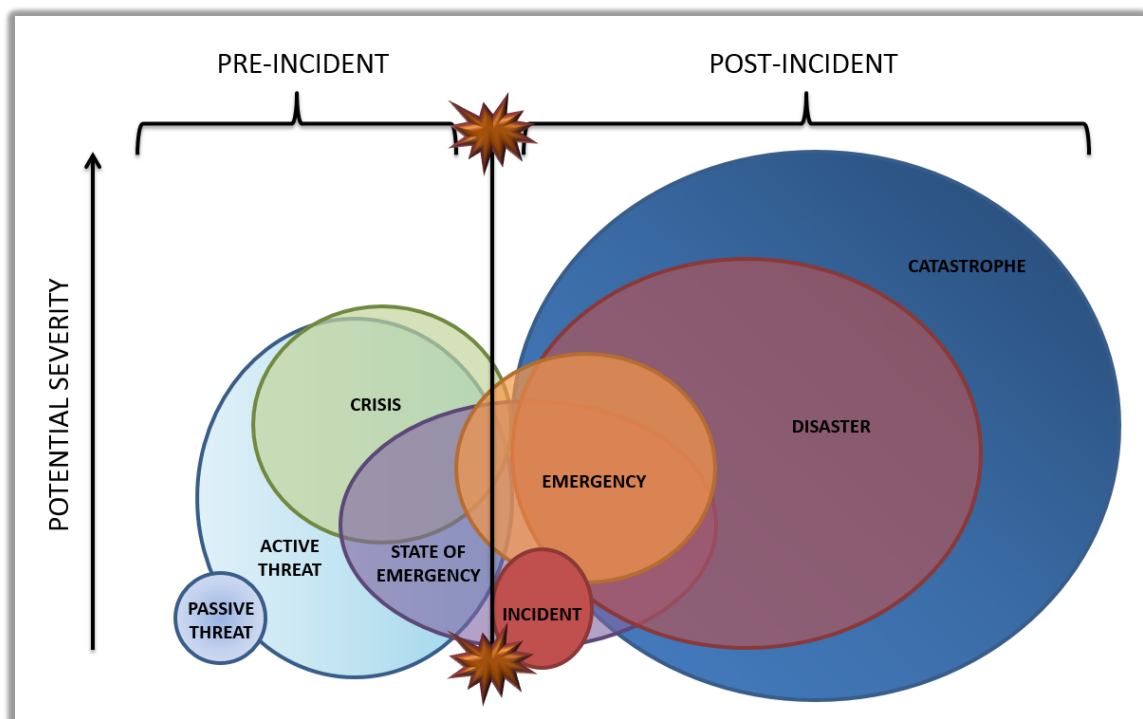 PRE-INCIDENT
POST-INCIDENT
POTENTIAL SEVERITY
CATASTROPHE
CRISIS
DISASTER
EMERGENCY
ACTIVE
THREAT
STATE OF
EMERGENCY
PASSIVE
THREAT
INCIDENT